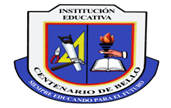 INSTITUCIÓN
EDUCATIVA
CENTENARIO DE BELLO
SIEMPRE EDUCANDO PARA EL FUTURO